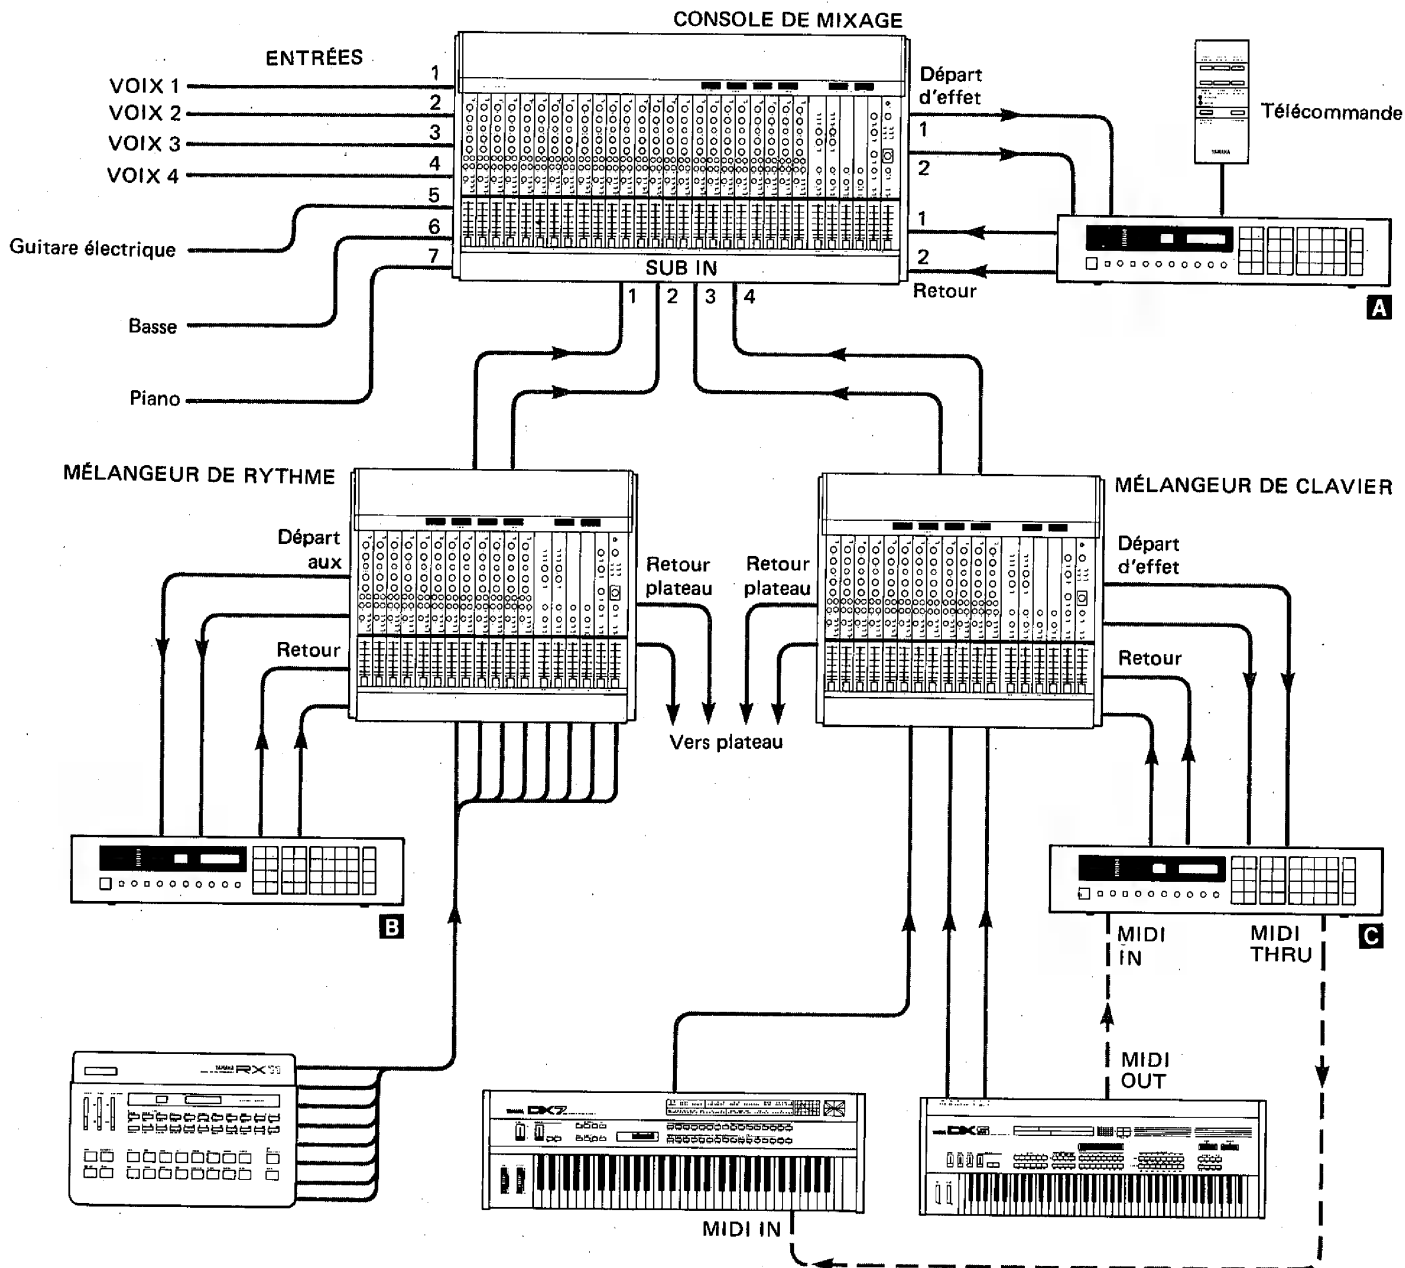 CONSOLE DE MIXAGE
ENTRÉES
VOIX 1
VOIX 2
VOIX 3
VOIX 4
Guitare électrique
Basse
Piano
1
2
3
4
5
6
7
SUB IN
1
2
3
4
Départ
d'effet
1
2
1
2
Retour
Télécommande
YAMAHA
A
MÉLANGEUR DE RYTHME
Départ
aux
Retour
Retour
plateau
Retour
plateau
Vers plateau
MÉLANGEUR DE CLAVIER
Départ
d'effet
Retour
B
C
MIDI
IN
MIDI
THRU
MIDI
OUT
YAMAHA RX11
YAMAHA DX7
MIDI IN